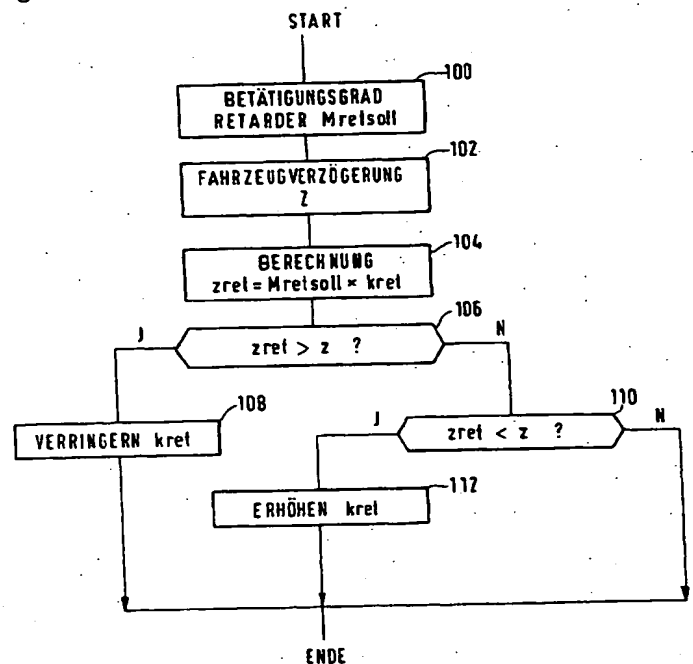 START
100
BETÄTIGUNGSGRAD
RETARDER Mretsoll
102
FAHRZEUGVERZÖGERUNG
Z
104
BERECHNUNG
zret = Mretsoll × kret
106
J
zret > z ?
N
108
VERRINGERN kret
110
J
zret < z ?
N
112
ERHÖHEN kret
ENDE